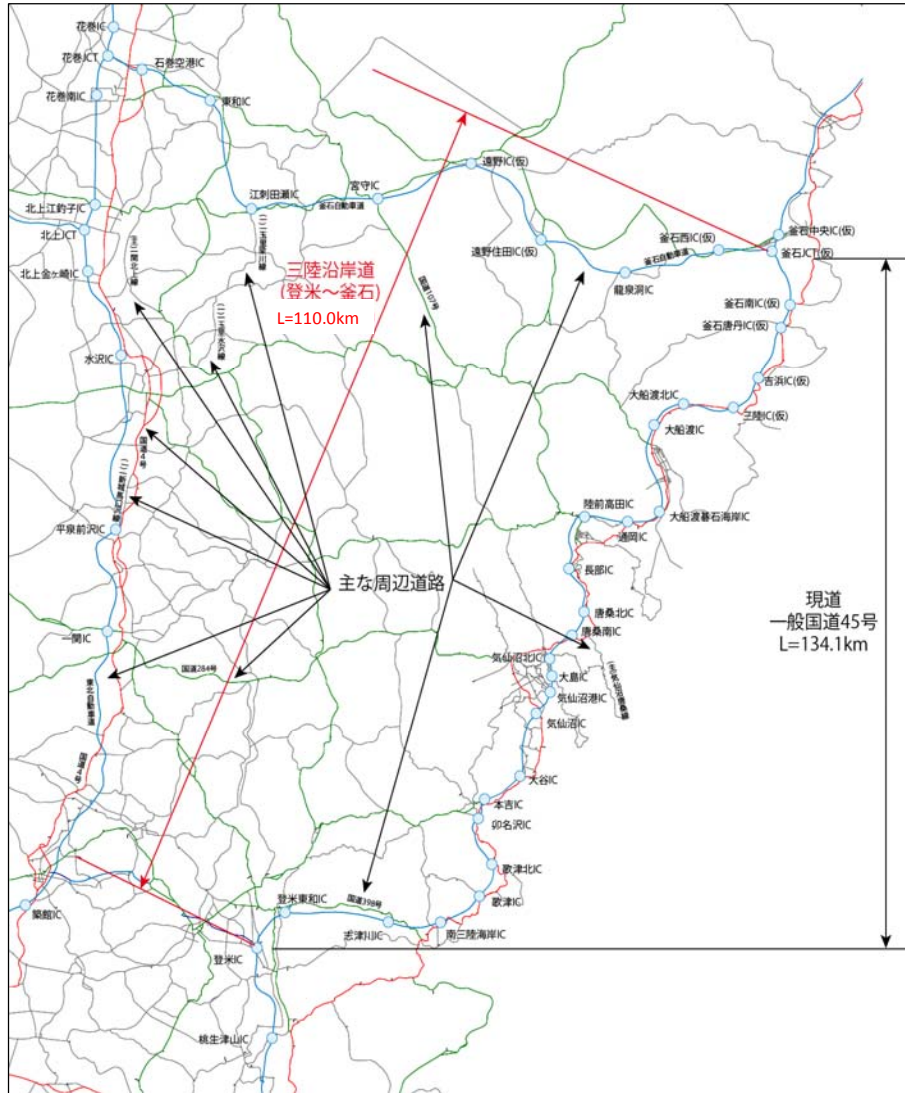 花巻IC
花巻JCT
石巻空港IC
花巻南IC
東和IC
遠野IC(仮)
宮守IC
江刺田瀬IC
釜石自動車道
北上江釣子IC
北上JCT
釜石中央IC(仮)
遠野住田IC(仮)
釜石西IC(仮)
釜石自動車道
釜石JCT(仮)
北上金ヶ崎IC
龍泉洞IC
三陸沿岸道
(登米～釜石)
L=110.0km
国道107号
釜石南IC(仮)
釜石唐丹IC(仮)
水沢IC
吉浜IC(仮)
大船渡北IC
三陸IC(仮)
大船渡IC
国道4号
陸前高田IC
大船渡碁石海岸IC
平泉前沢IC
通岡IC
長部IC
主な周辺道路
現道
一般国道45号
L=134.1km
唐桑北IC
一関IC
唐桑南IC
気仙沼北IC
国道284号
大島IC
気仙沼港IC
東北自動車道
気仙沼IC
国道4号
大谷IC
本吉IC
卯名沢IC
歌津北IC
歌津IC
国道398号
登米東和IC
築館IC
志津川IC
南三陸海岸IC
登米IC
桃生津山IC